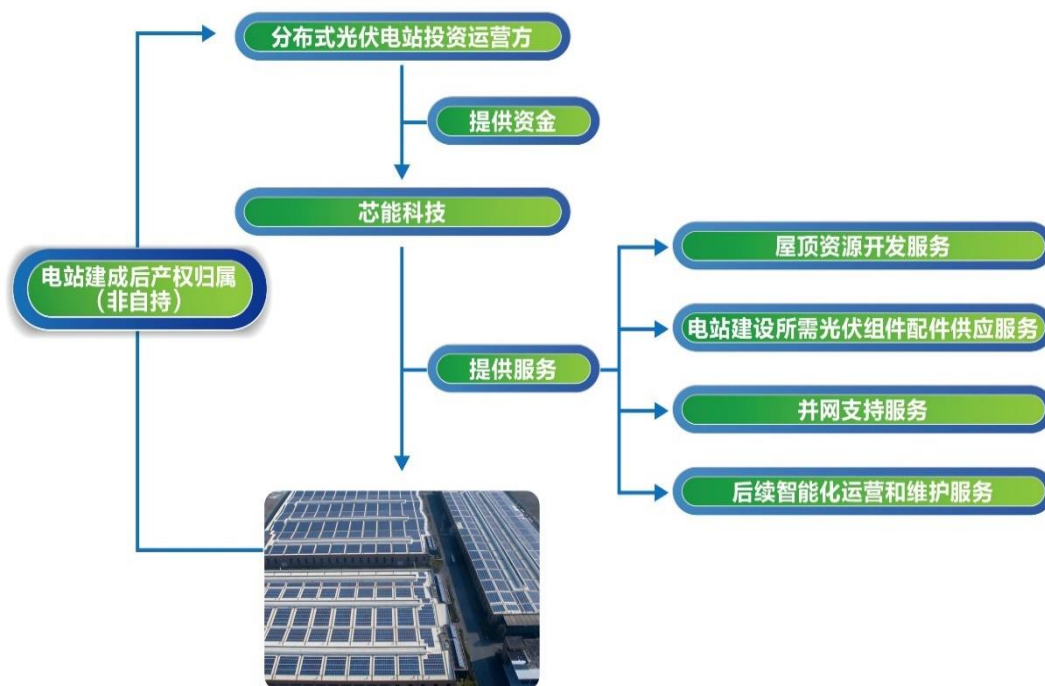 分布式光伏电站投资运营方
提供资金
芯能科技
电站建成后产权归属
（非自持）
提供服务
屋顶资源开发服务
电站建设所需光伏组件配件供应服务
并网支持服务
后续智能化运营和维护服务